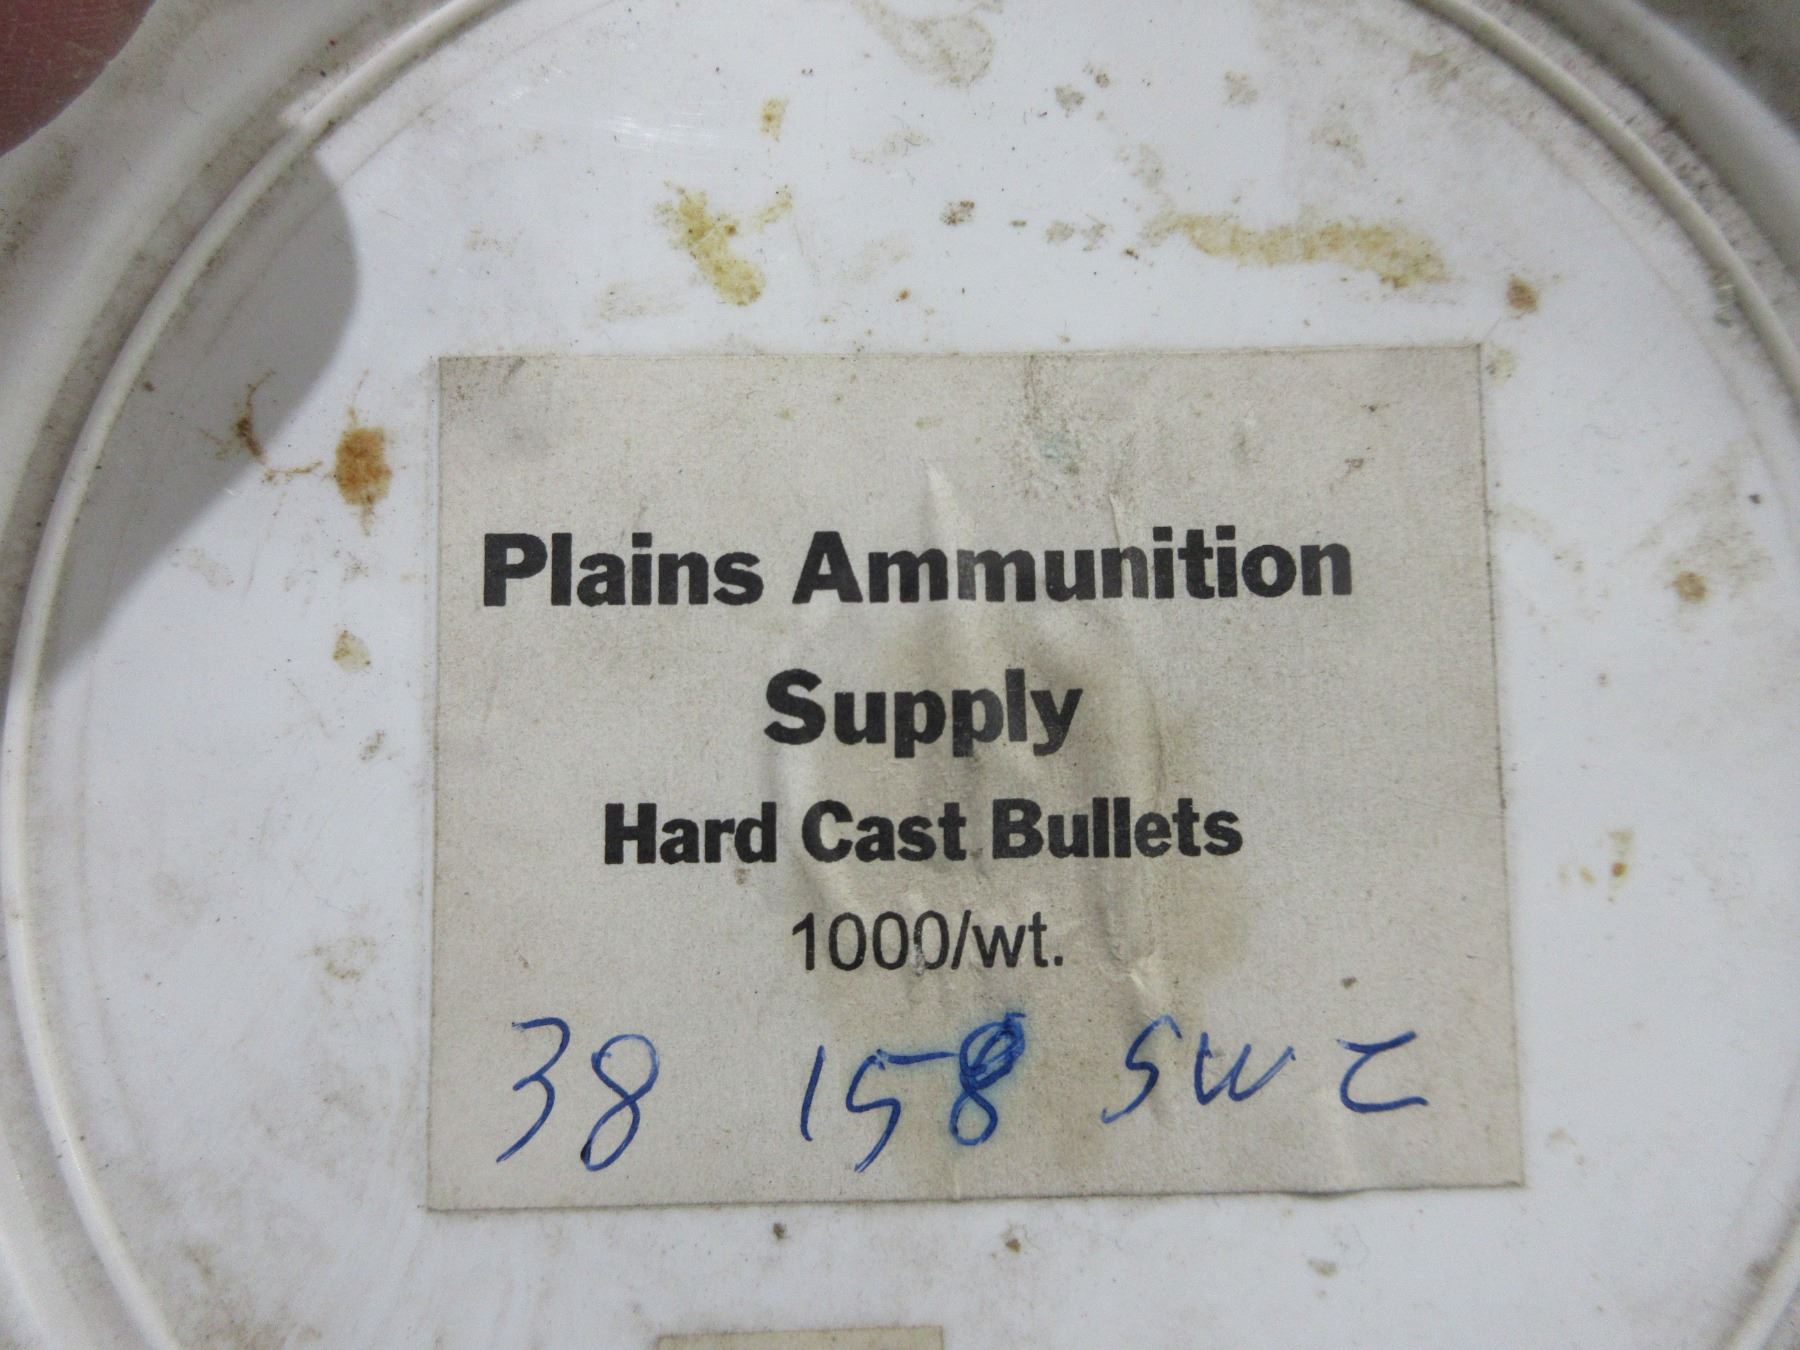 Plains Ammunition
Supply
Hard Cast Bullets
1000/wt.
38 158 SWC